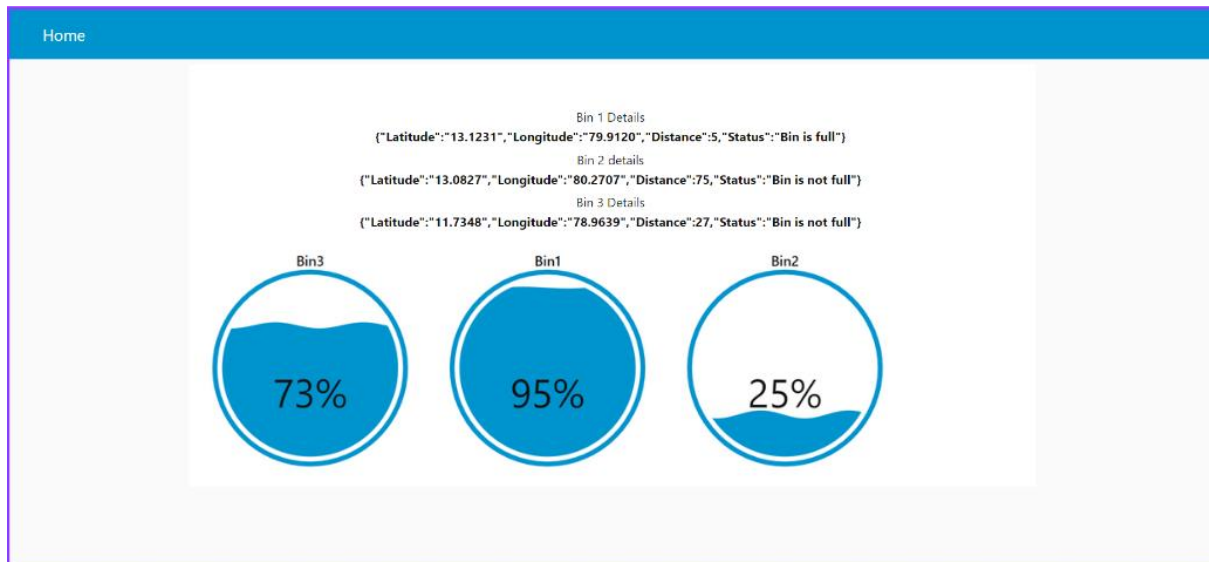 Home
Bin 1 Details
{"Latitude":"13.1231","Longitude":"79.9120","Distance":5,"Status":"Bin is full"}
Bin 2 details
{"Latitude":"13.0827","Longitude":"80.2707","Distance":75,"Status":"Bin is not full"}
Bin 3 Details
{"Latitude":"11.7348","Longitude":"78.9639","Distance":27,"Status":"Bin is not full"}
Bin3 Bin1 Bin2
73% 95% 25%